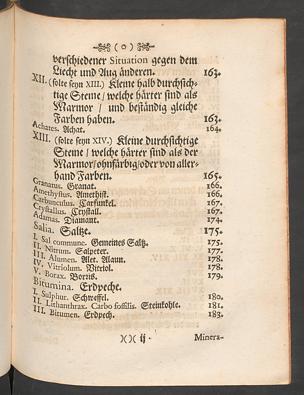 ( o )
verschiedener Situation gegen dem
Liecht und Aug änderen. 163.
XII. (solte seyn XIII.) Kleine halb durchsich-
tige Steine / welche härter sind als
Marmor / und beständig gleiche
Farben haben. 163.
Achates. Achat. 164.
XIII. (solte seyn XIV.) Kleine durchsichtige
Steine / welche härter sind als der
Marmor / ohnfärbig / oder von aller-
hand Farben. 165.
Granatus. Granat. 166.
Amethystus. Amethist. 166.
Carbunculus. Carfunkel. 167.
Crystallus. Crystall. 167.
Adamas. Diamant. 174.
Salia. Saltze. 175.
I. Sal commune. Gemeines Saltz. 175.
II. Nitrum. Salpeter. 177.
III. Alumen. Alet. Alaun. 178.
IV. Vitriolum. Vitriol. 178.
V. Borax. Borris. 179.
Bitumina. Erdpecht.
I. Sulphur. Schweffel. 180.
II. Lithanthrax. Carbo fossilis. Steinkohle. 181.
III. Bitumen. Erdpech. 183.
)( )( ij Minera-